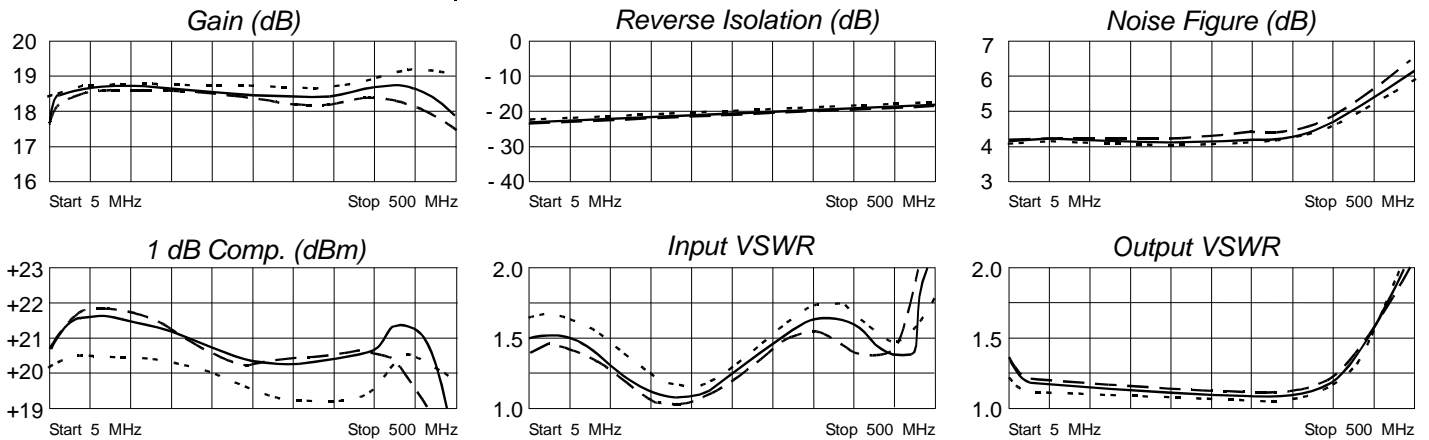 Gain (dB)
20
19
18
17
16
Start 5 MHz
Stop 500 MHz
Reverse Isolation (dB)
0
- 10
- 20
- 30
- 40
Start 5 MHz
Stop 500 MHz
Noise Figure (dB)
7
6
5
4
3
Start 5 MHz
Stop 500 MHz
1 dB Comp. (dBm)
+23
+22
+21
+20
+19
Start 5 MHz
Stop 500 MHz
Input VSWR
2.0
1.5
1.0
Start 5 MHz
Stop 500 MHz
Output VSWR
2.0
1.5
1.0
Start 5 MHz
Stop 500 MHz